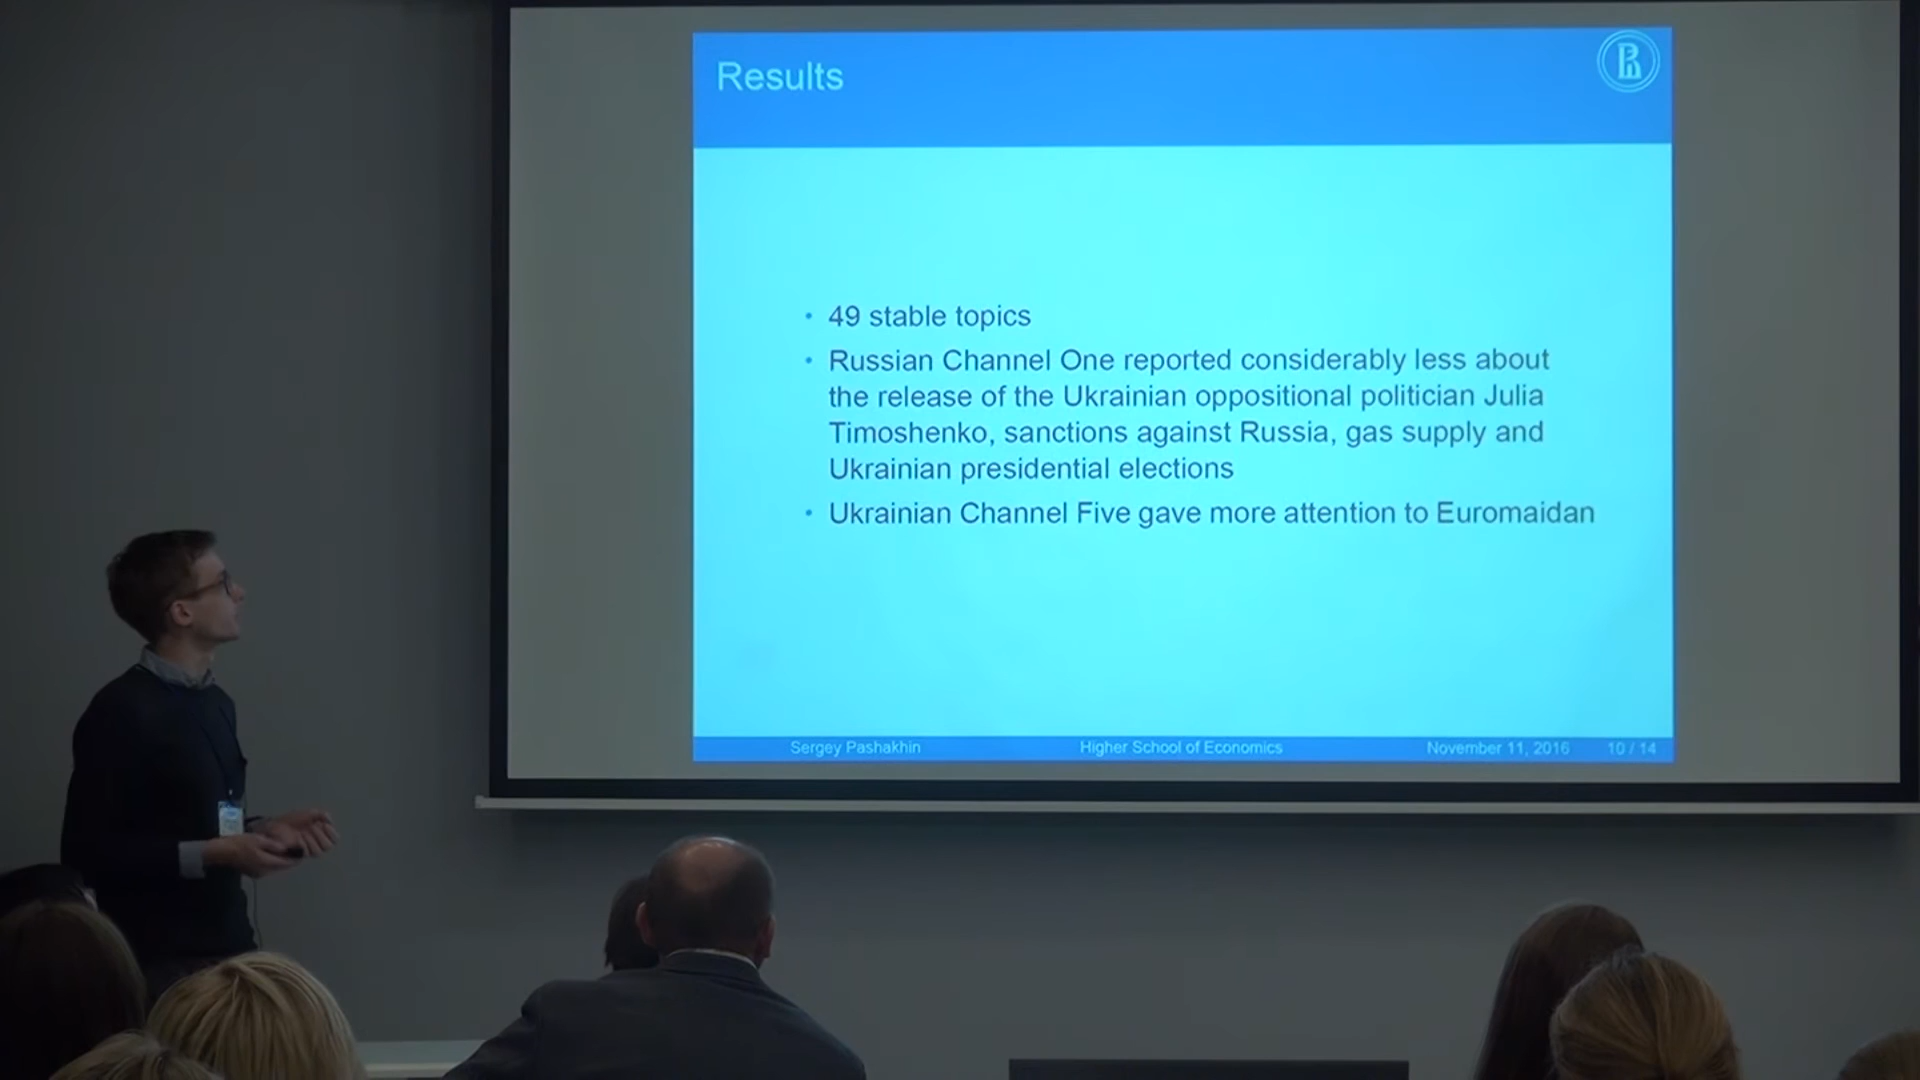 Results
• 49 stable topics
• Russian Channel One reported considerably less about
the release of the Ukrainian oppositional politician Julia
Timoshenko, sanctions against Russia, gas supply and
Ukrainian presidential elections
• Ukrainian Channel Five gave more attention to Euromaidan
Sergey Pashakhin Higher School of Economics November 11, 2016 10 / 14